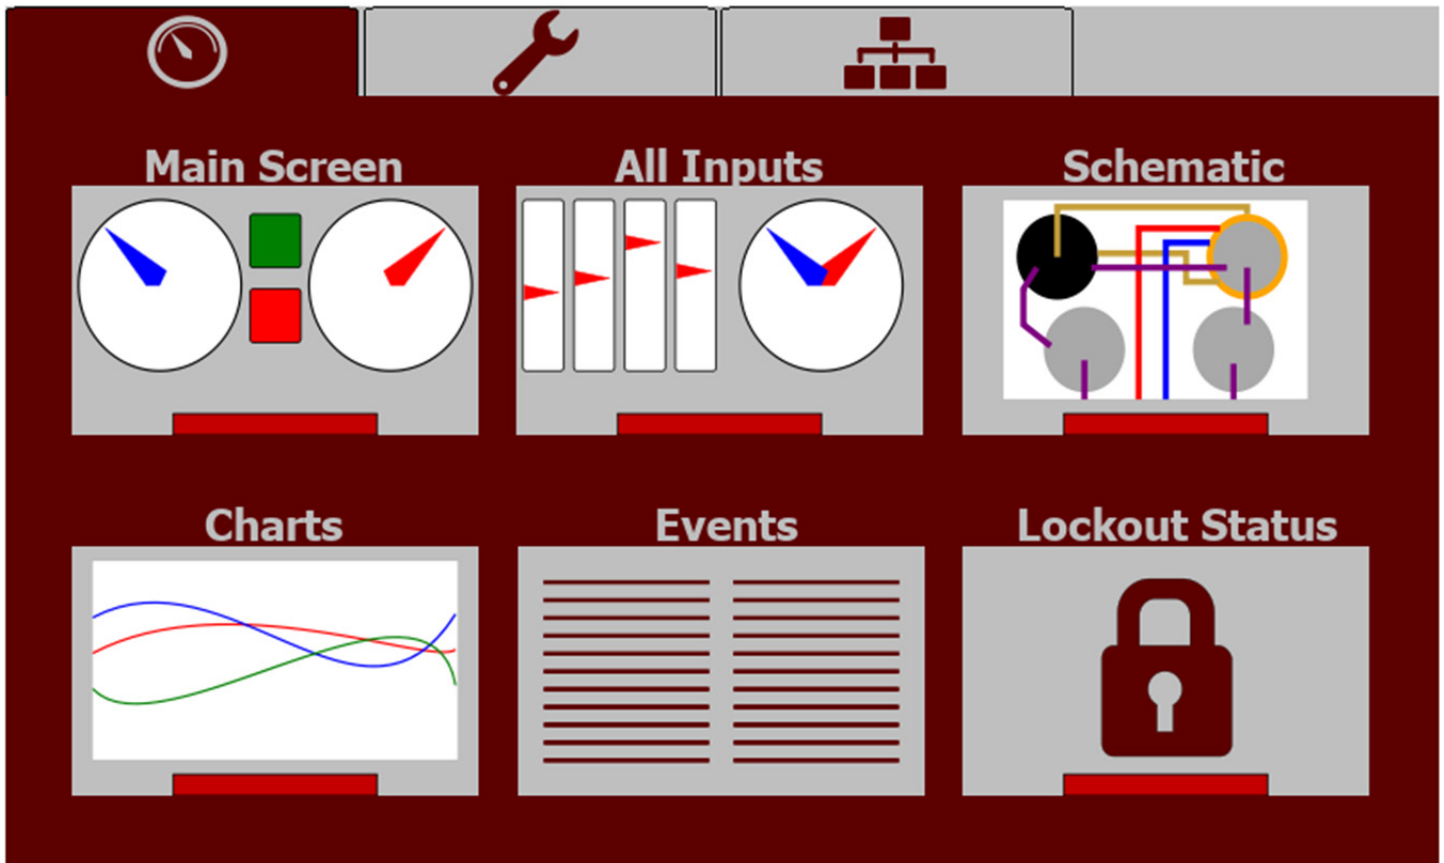 Main Screen
All Inputs
Schematic
Charts
Events
Lockout Status